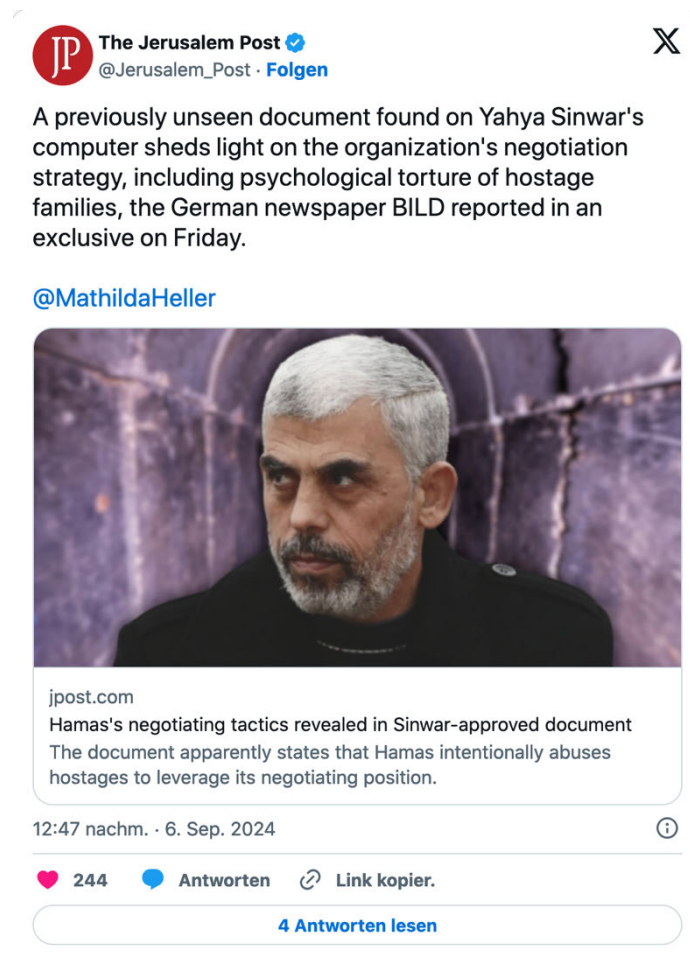 JP
The Jerusalem Post
@Jerusalem_Post · Folgen
X
A previously unseen document found on Yahya Sinwar's
computer sheds light on the organization's negotiation
strategy, including psychological torture of hostage
families, the German newspaper BILD reported in an
exclusive on Friday.
@MathildaHeller
jpost.com
Hamas's negotiating tactics revealed in Sinwar-approved document
The document apparently states that Hamas intentionally abuses
hostages to leverage its negotiating position.
12:47 nachm. · 6. Sep. 2024
244 Antworten Link kopier.
4 Antworten lesen